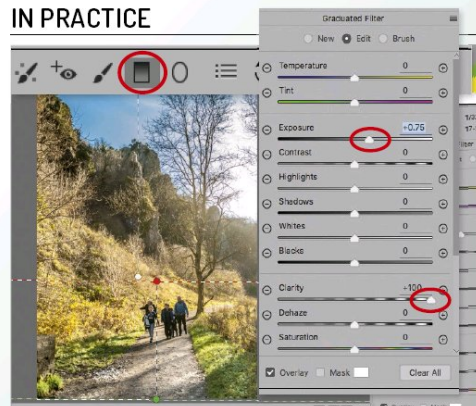 IN PRACTICE
Graduated Filter
New Edit Brush
Temperature 0
Tint 0
Exposure +0.75
Contrast 0
Highlights 0
Shadows 0
Whites 0
Blacks 0
Clarity +100
Dehaze 0
Saturation 0
Overlay Mask Clear All